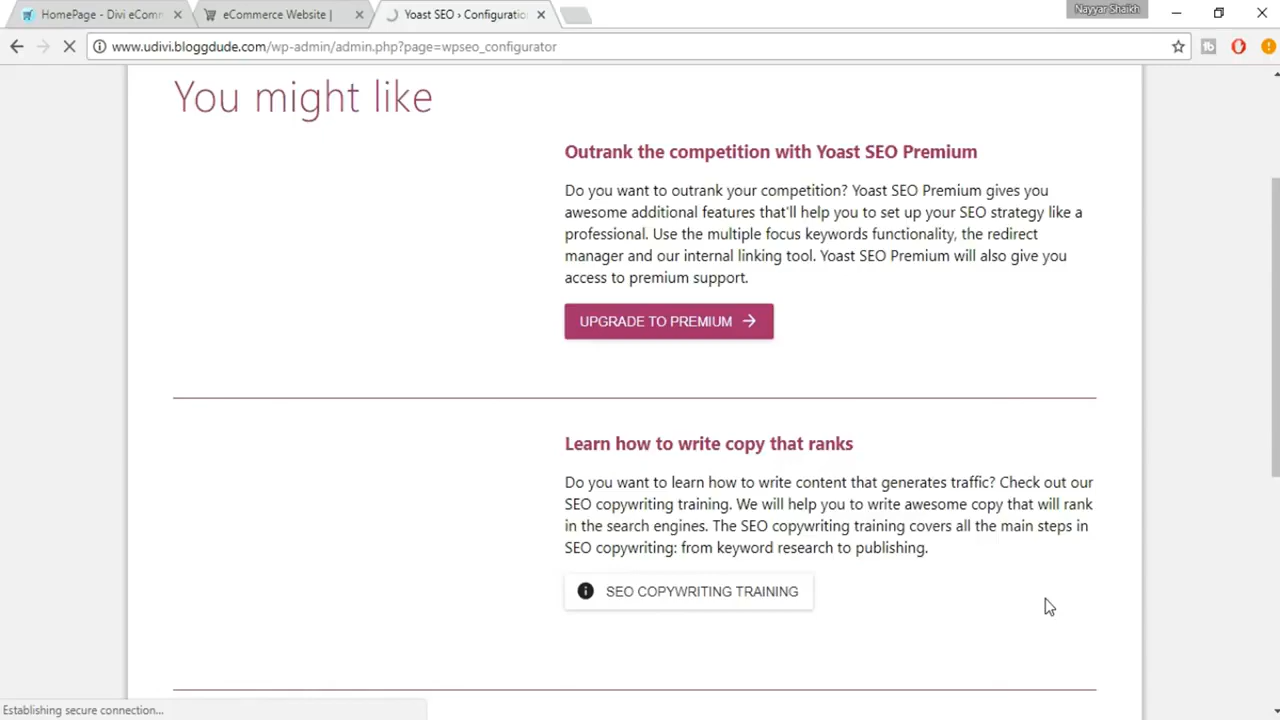 HomePage - Divi eComm
eCommerce Website |
Yoast SEO › Configuration
Nayyar Shaikh
www.udivi.bloggdude.com/wp-admin/admin.php?page=wpseo_configurator
You might like
Outrank the competition with Yoast SEO Premium
Do you want to outrank your competition? Yoast SEO Premium gives you
awesome additional features that'll help you to set up your SEO strategy like a
professional. Use the multiple focus keywords functionality, the redirect
manager and our internal linking tool. Yoast SEO Premium will also give you
access to premium support.
UPGRADE TO PREMIUM
Learn how to write copy that ranks
Do you want to learn how to write content that generates traffic? Check out our
SEO copywriting training. We will help you to write awesome copy that will rank
in the search engines. The SEO copywriting training covers all the main steps in
SEO copywriting: from keyword research to publishing.
SEO COPYWRITING TRAINING
Establishing secure connection...